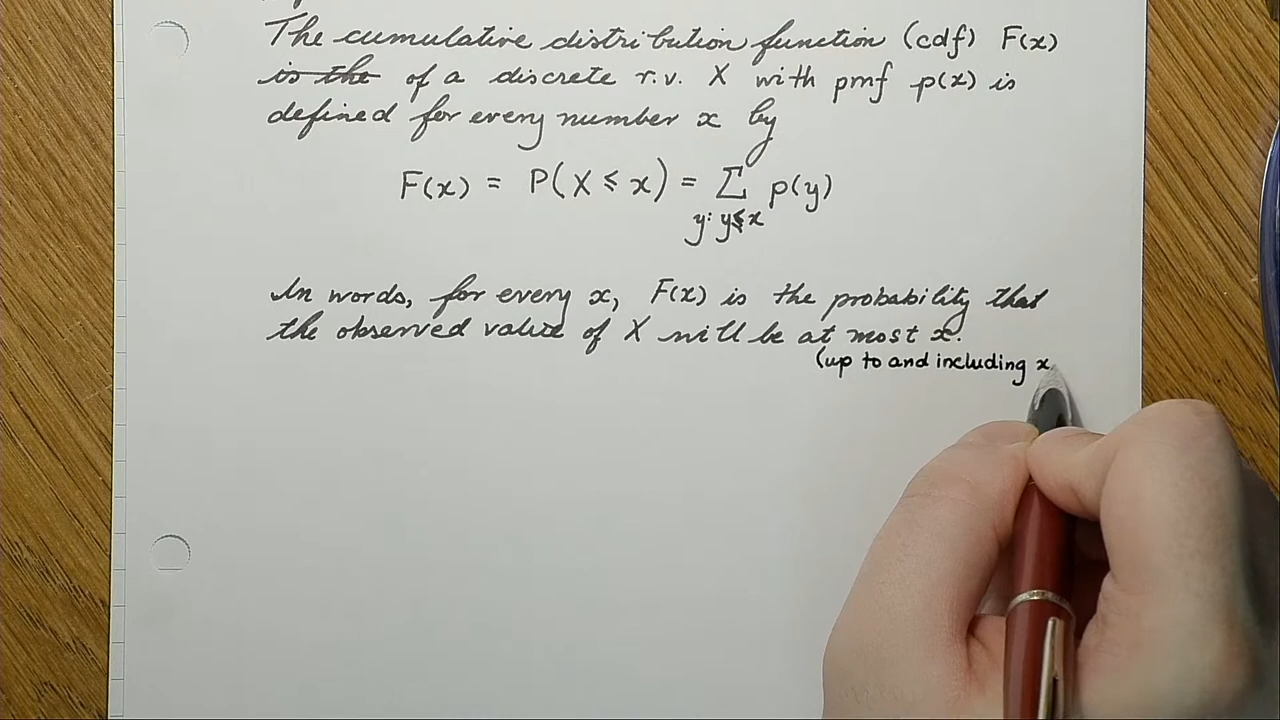 The cumulative distribution function (cdf) F(x)
is the of a discrete r.v. X with pmf p(x) is
defined for every number x by
F(x) = P(X ≤ x) = Σ p(y)
y: y≤x
In words, for every x, F(x) is the probability that
the observed value of X will be at most x.
(up to and including x